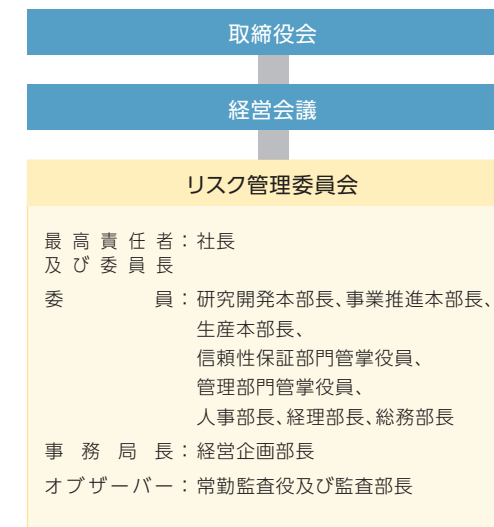 取締役会
経営会議
リスク管理委員会
最高責任者：社長
及び委員長
委員：研究開発本部長、事業推進本部長、
生産本部長、
信頼性保証部門管掌役員、
管理部門管掌役員、
人事部長、経理部長、総務部長
事務局長：経営企画部長
オブザーバー：常勤監査役及び監査部長